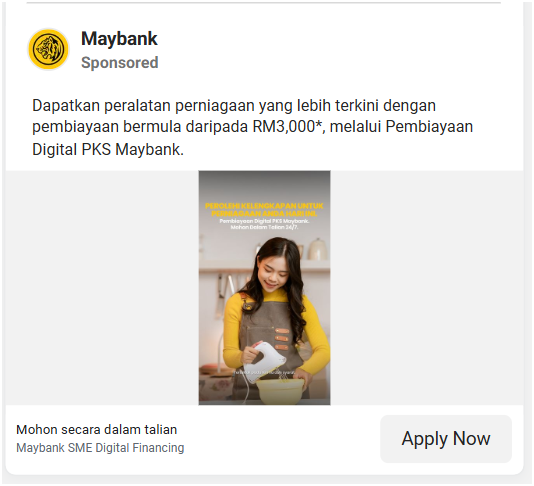 Maybank
Sponsored
Dapatkan peralatan perniagaan yang lebih terkini dengan
pembiayaan bermula daripada RM3,000*, melalui Pembiayaan
Digital PKS Maybank.
PEROLEHI KELENGKAPAN UNTUK
PERNIAGAAN ANDA HARI INI.
Pembiayaan Digital PKS Maybank.
Mohon Dalam Talian 24/7.
Mohon secara dalam talian
Maybank SME Digital Financing
Apply Now